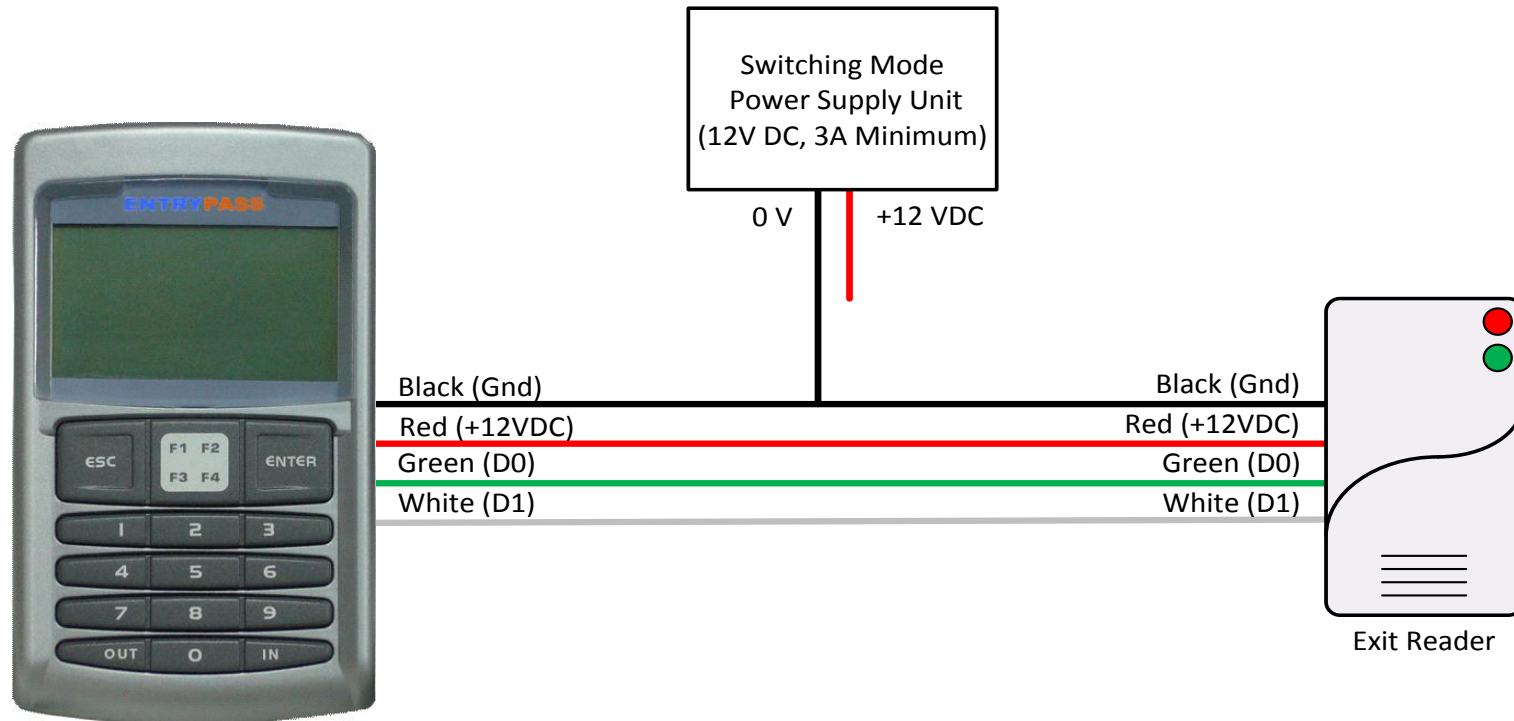 Switching Mode
Power Supply Unit
(12V DC, 3A Minimum)
0 V
+12 VDC
ENTRYPASS
Black (Gnd)
Black (Gnd)
Red (+12VDC)
Red (+12VDC)
Green (D0)
Green (D0)
White (D1)
White (D1)
ESC
F1 F2
F3 F4
ENTER
1 2 3
4 5 6
7 8 9
OUT 0 IN
Exit Reader